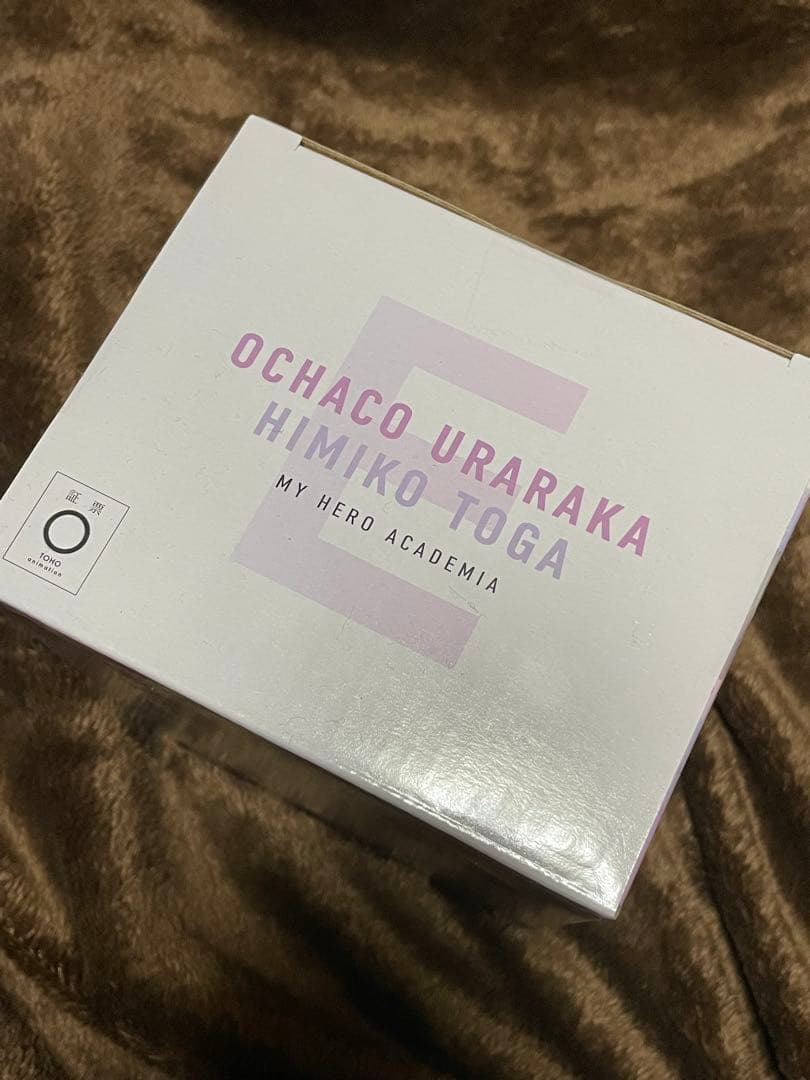 E
OCHACO URARAKA
HIMIKO TOGA
MY HERO ACADEMIA
証票
TOHO
animation